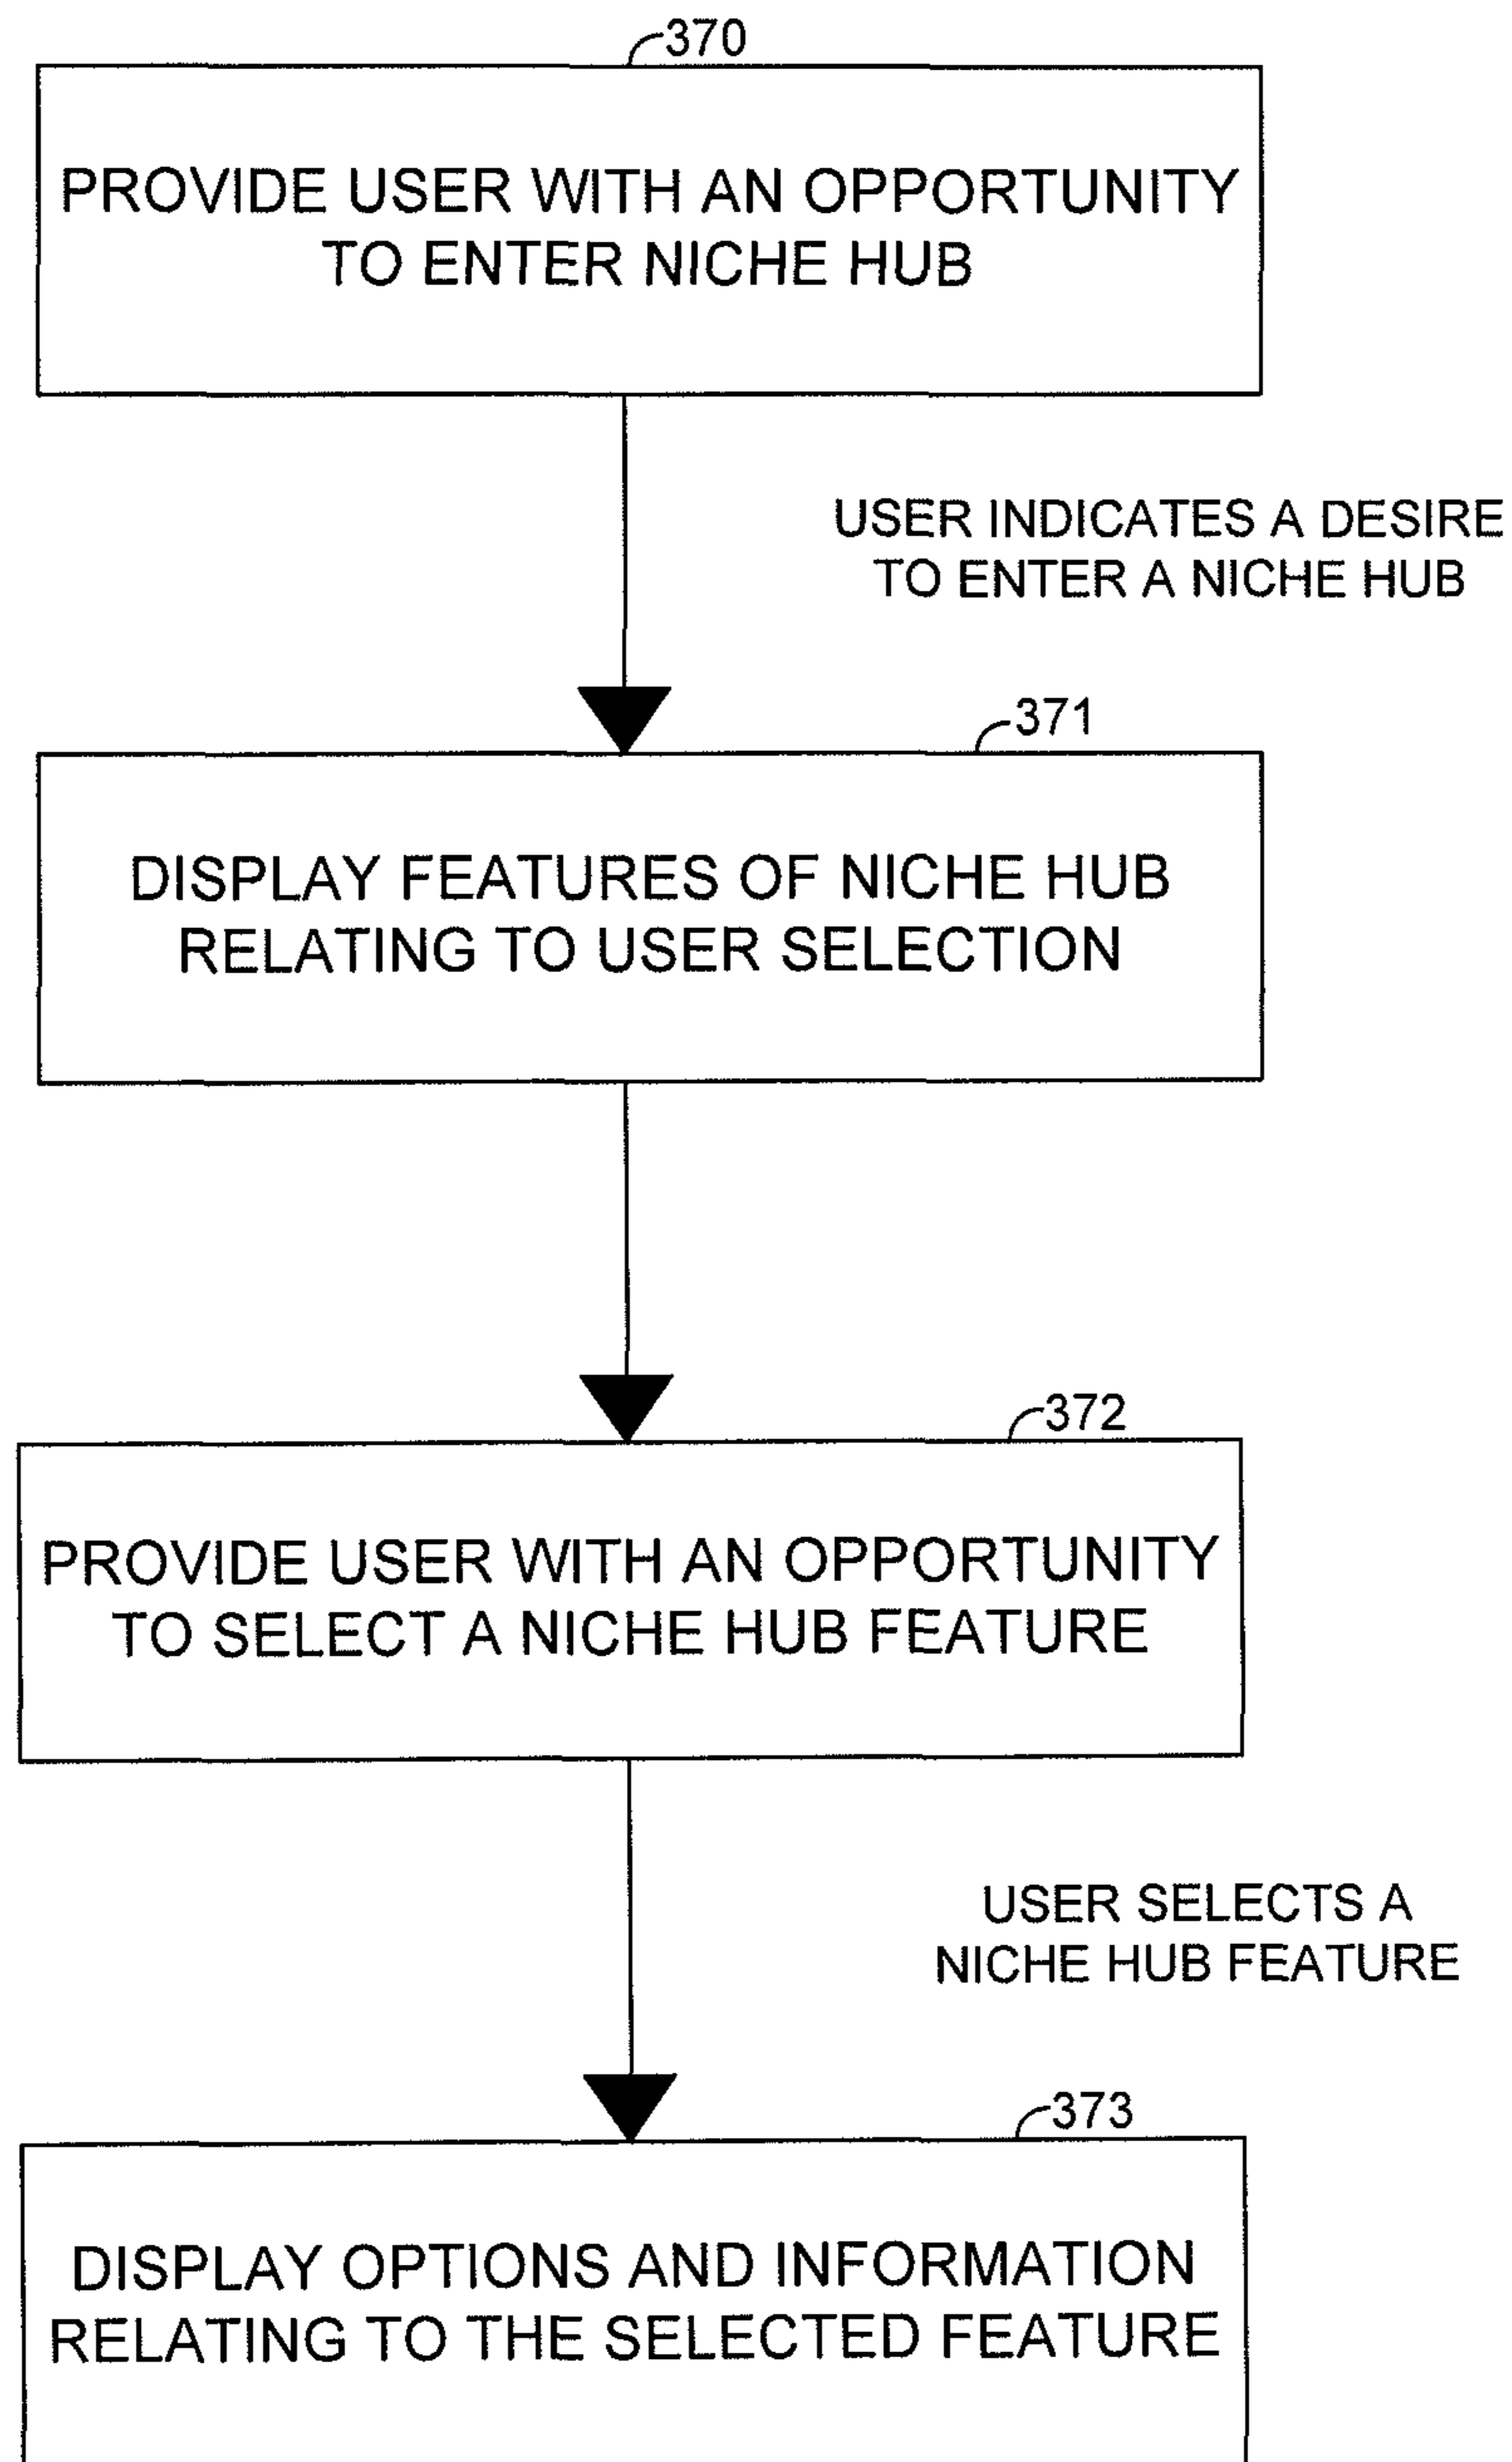 370
PROVIDE USER WITH AN OPPORTUNITY
TO ENTER NICHE HUB
USER INDICATES A DESIRE
TO ENTER A NICHE HUB
371
DISPLAY FEATURES OF NICHE HUB
RELATING TO USER SELECTION
372
PROVIDE USER WITH AN OPPORTUNITY
TO SELECT A NICHE HUB FEATURE
USER SELECTS A
NICHE HUB FEATURE
373
DISPLAY OPTIONS AND INFORMATION
RELATING TO THE SELECTED FEATURE